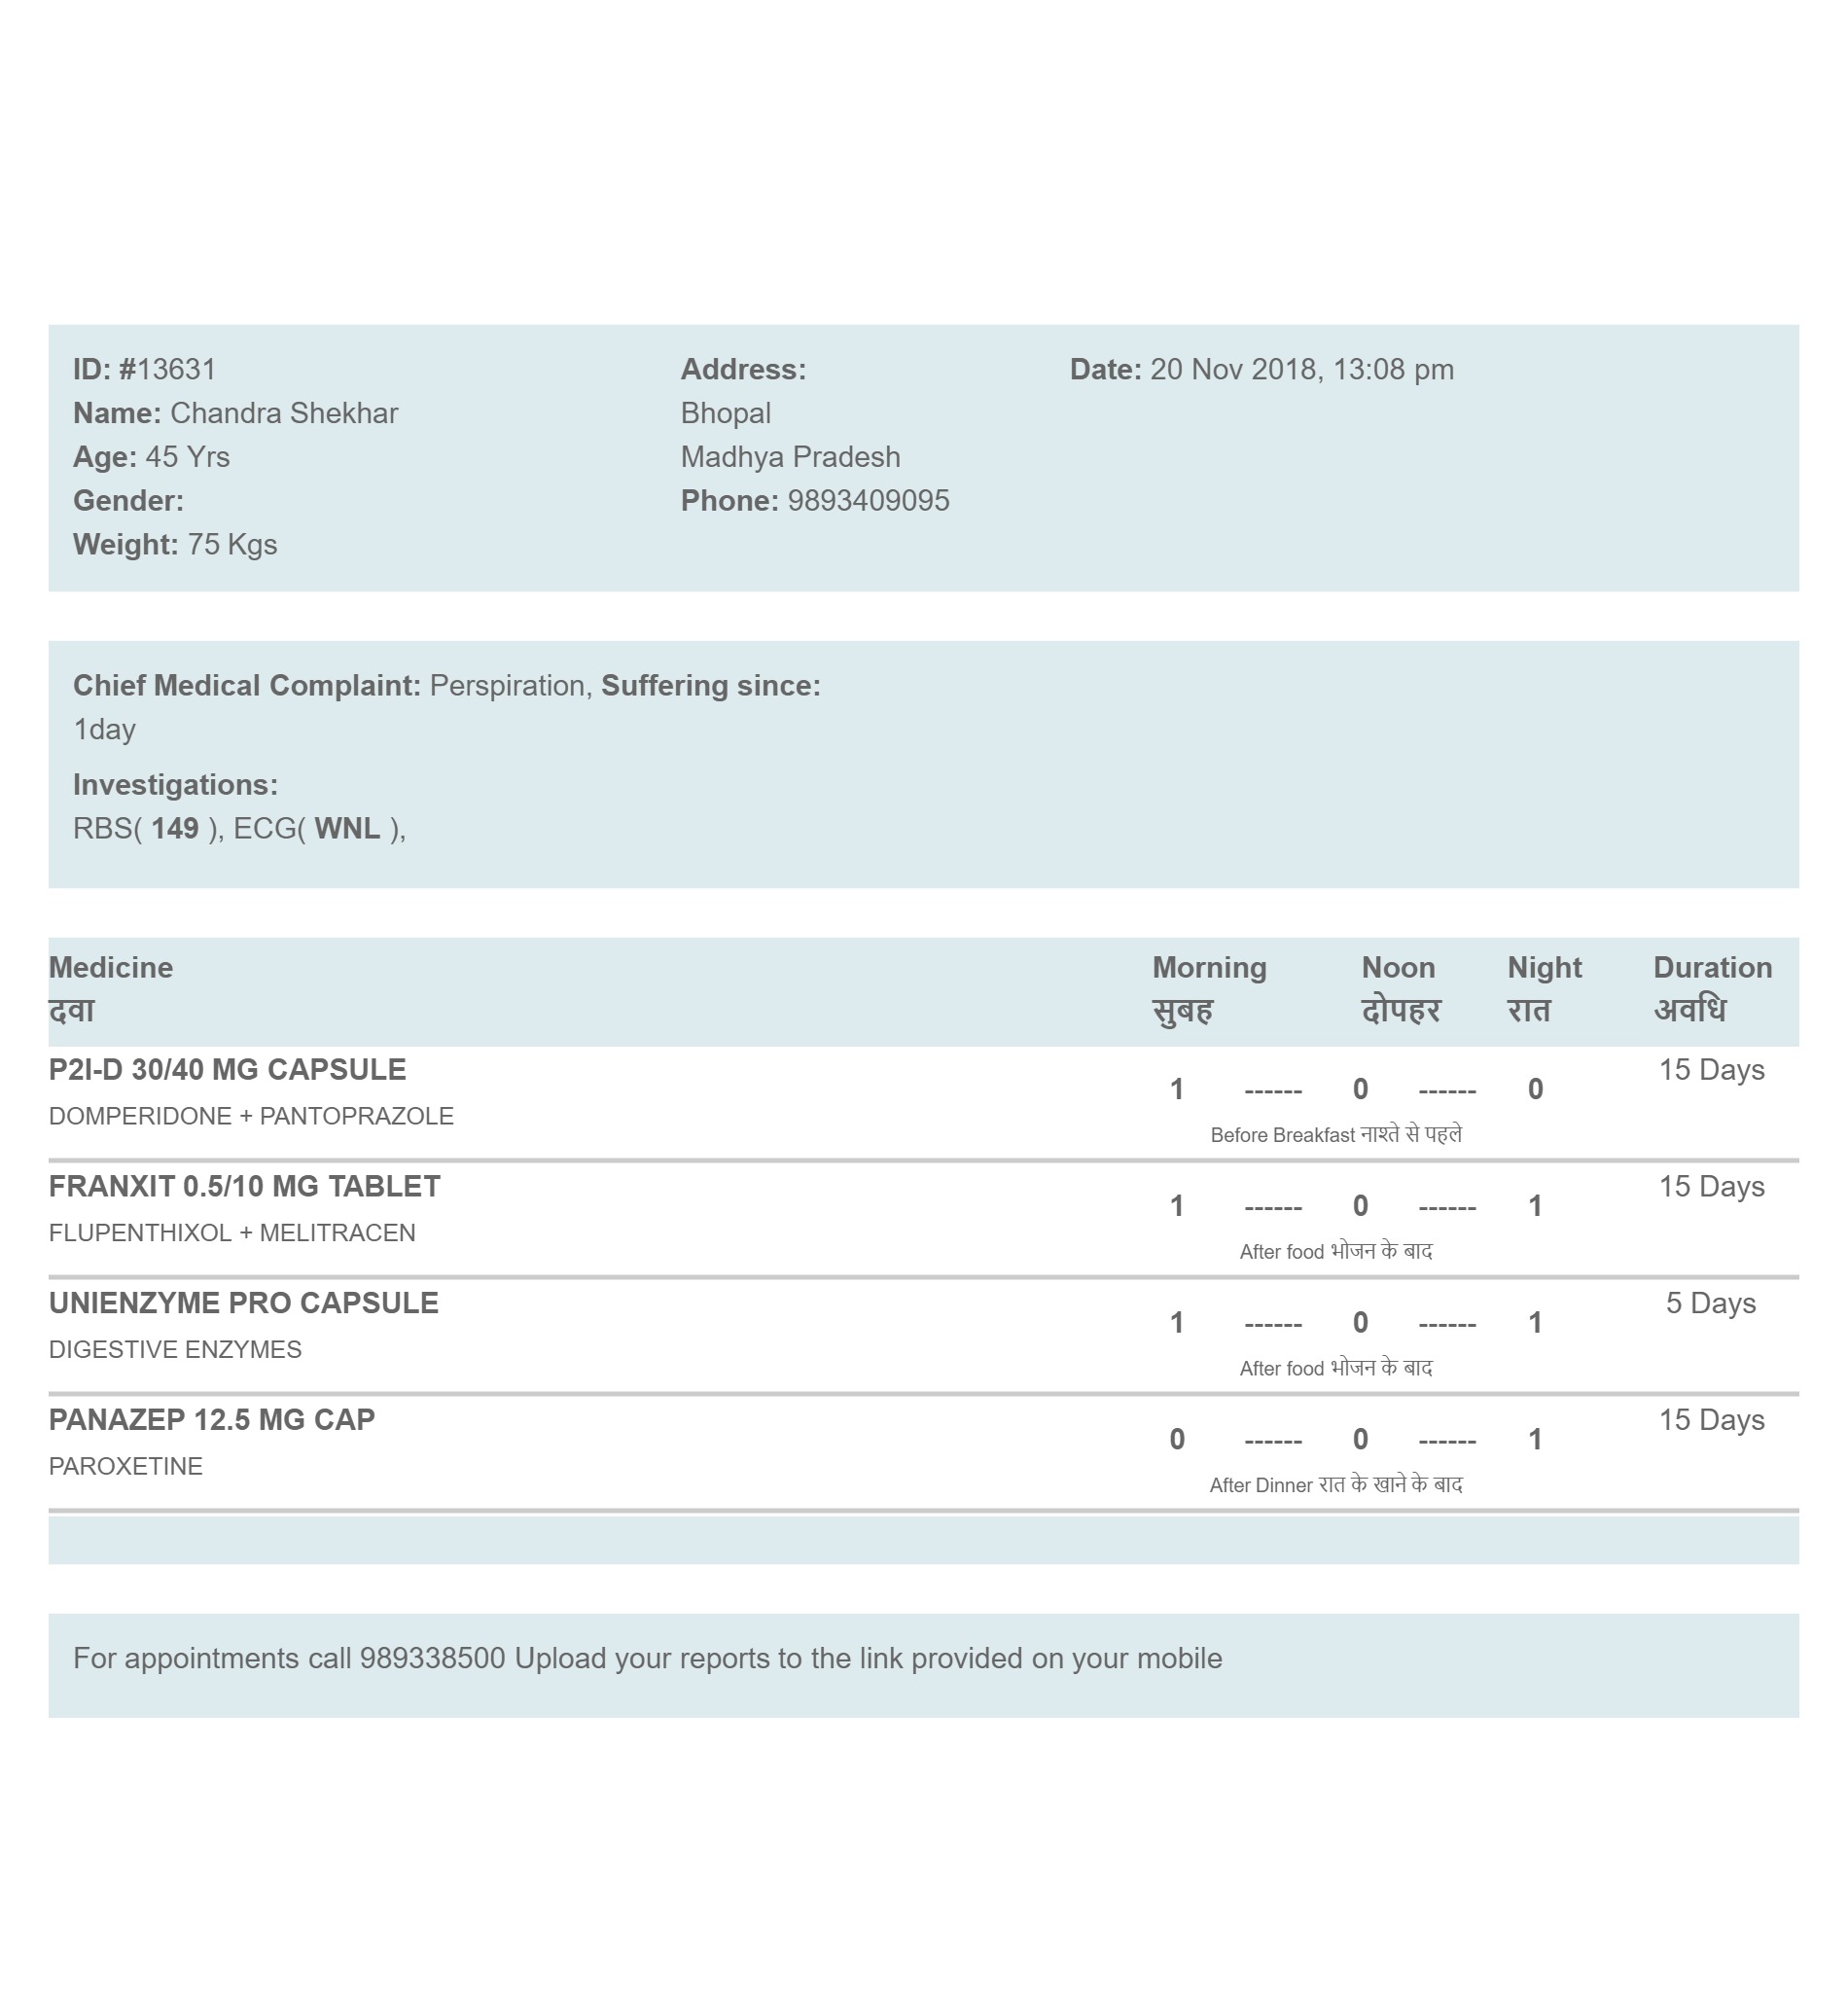 ID: #13631
Name: Chandra Shekhar
Age: 45 Yrs
Gender:
Weight: 75 Kgs
Address:
Bhopal
Madhya Pradesh
Phone: 9893409095
Date: 20 Nov 2018, 13:08 pm
Chief Medical Complaint: Perspiration, Suffering since:
1day
Investigations:
RBS( 149 ), ECG( WNL ),
Medicine Morning Noon Night Duration
दवा सुबह दोपहर रात अवधि
P2I-D 30/40 MG CAPSULE 15 Days
1 ------ 0 ------ 0
DOMPERIDONE + PANTOPRAZOLE
Before Breakfast नाश्ते से पहले
FRANXIT 0.5/10 MG TABLET 15 Days
1 ------ 0 ------ 1
FLUPENTHIXOL + MELITRACEN
After food भोजन के बाद
UNIENZYME PRO CAPSULE 5 Days
1 ------ 0 ------ 1
DIGESTIVE ENZYMES
After food भोजन के बाद
PANAZEP 12.5 MG CAP 15 Days
0 ------ 0 ------ 1
PAROXETINE
After Dinner रात के खाने के बाद
For appointments call 989338500 Upload your reports to the link provided on your mobile